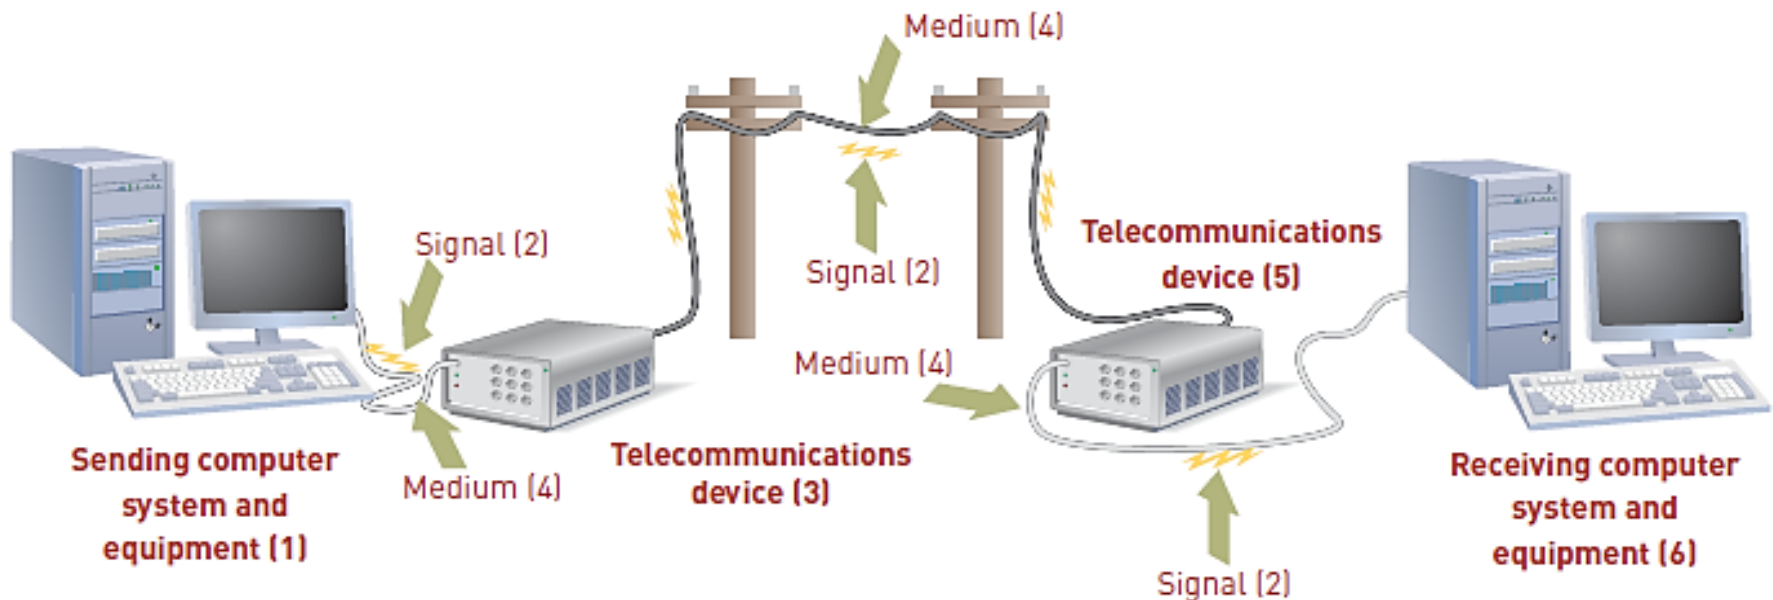 Medium (4)
Signal (2)
Signal (2)
Telecommunications
device (5)
Medium (4)
Sending computer
system and
equipment (1)
Medium (4)
Telecommunications
device (3)
Receiving computer
system and
equipment (6)
Signal (2)